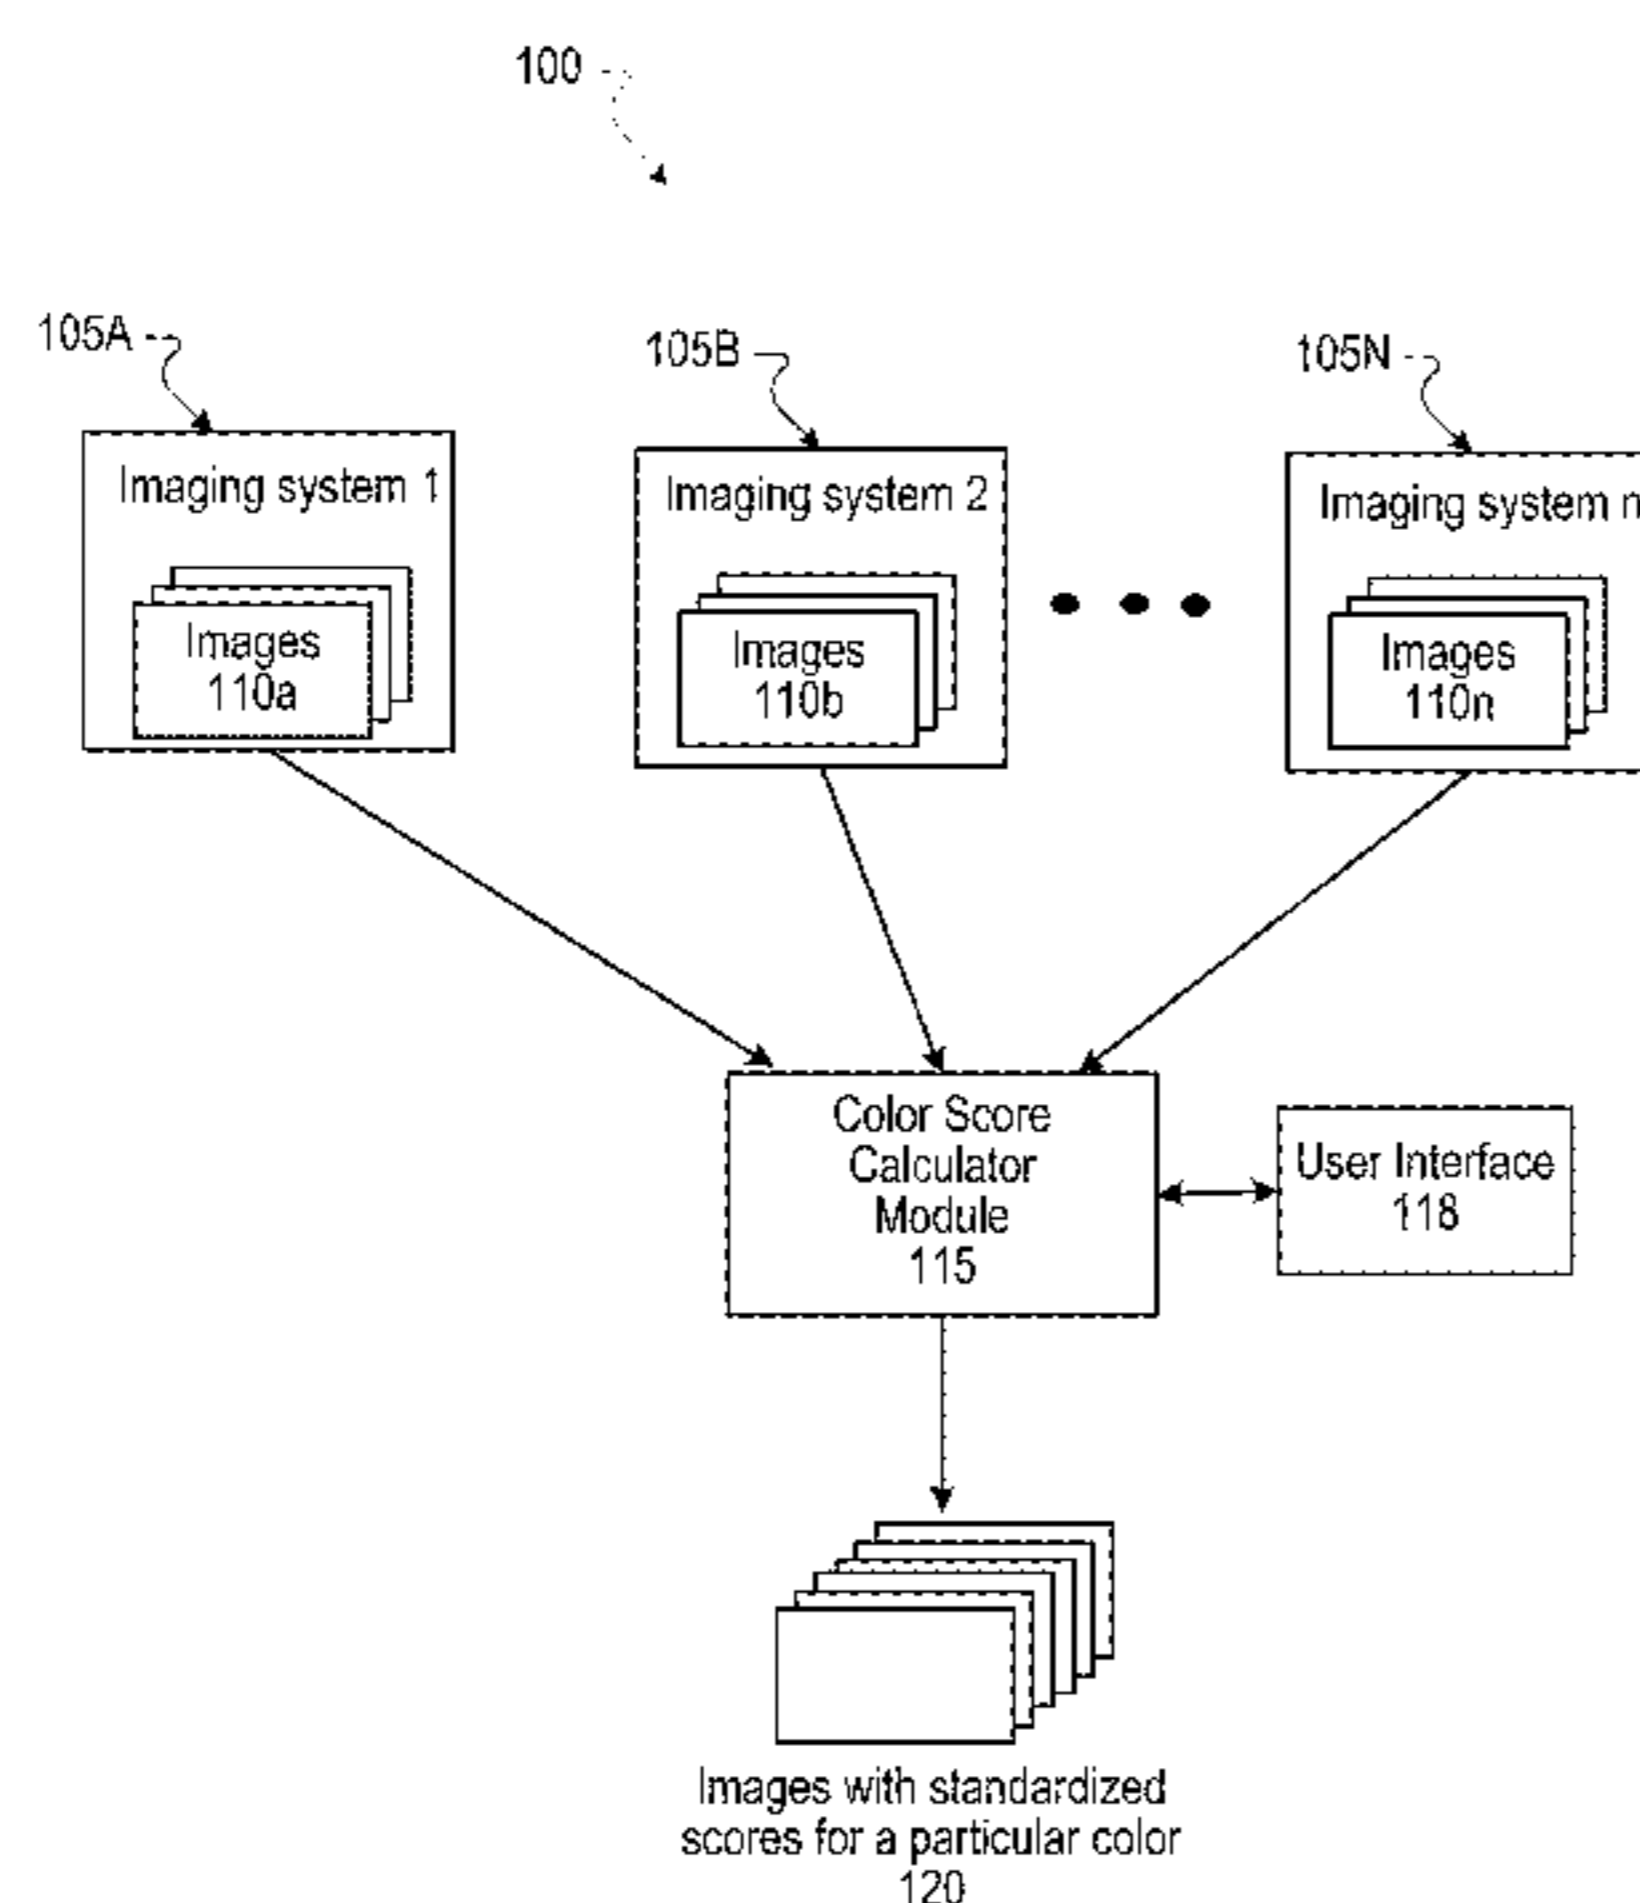 100
105A
105B
105N
Imaging system 1
Imaging system 2
Imaging system n
Images
110a
Images
110b
Images
110n
Color Score
Calculator
Module
115
User Interface
118
Images with standardized
scores for a particular color
120